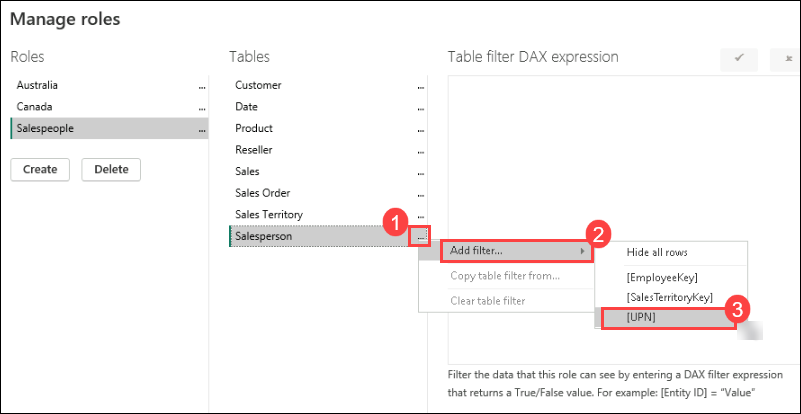 Manage roles
Roles
Australia ...
Canada ...
Salespeople ...
Create Delete
Tables
Customer ...
Date ...
Product ...
Reseller ...
Sales ...
Sales Order ...
Sales Territory ...
Salesperson ...
1
Table filter DAX expression
2
Add filter...
Copy table filter from...
Clear table filter
Hide all rows
[EmployeeKey]
[SalesTerritoryKey]
[UPN]
3
Filter the data that this role can see by entering a DAX filter expression
that returns a True/False value. For example: [Entity ID] = “Value”